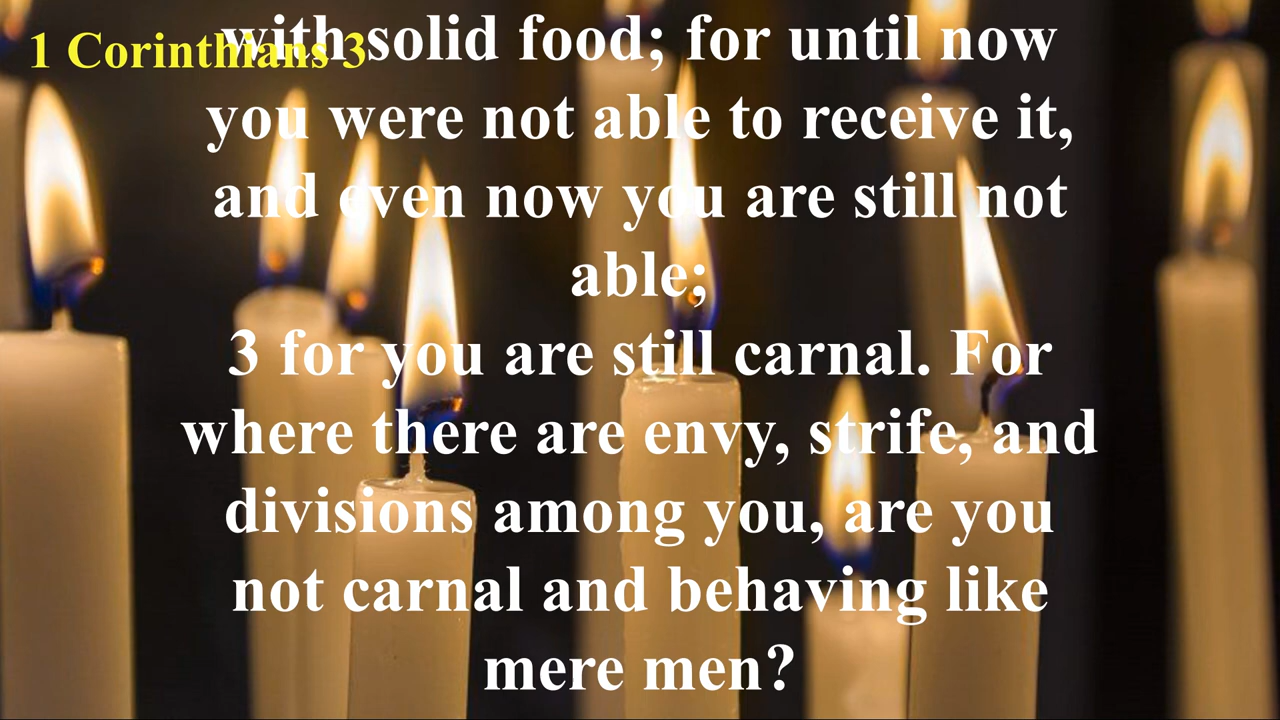 1 Corinthians 3
with solid food; for until now
you were not able to receive it,
and even now you are still not
able;
3 for you are still carnal. For
where there are envy, strife, and
divisions among you, are you
not carnal and behaving like
mere men?